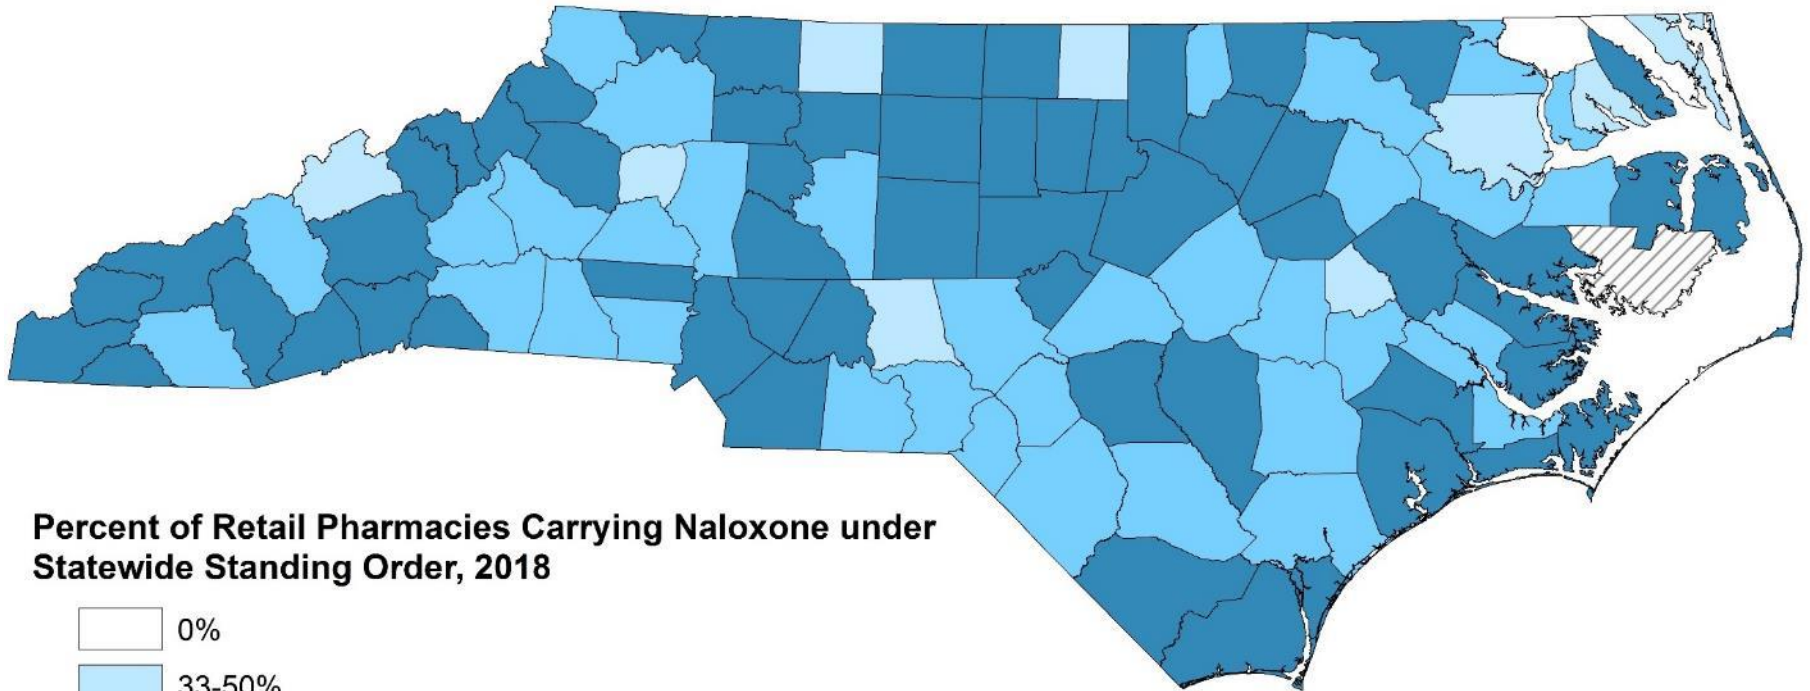 Percent of Retail Pharmacies Carrying Naloxone under
Statewide Standing Order, 2018
0%
33-50%